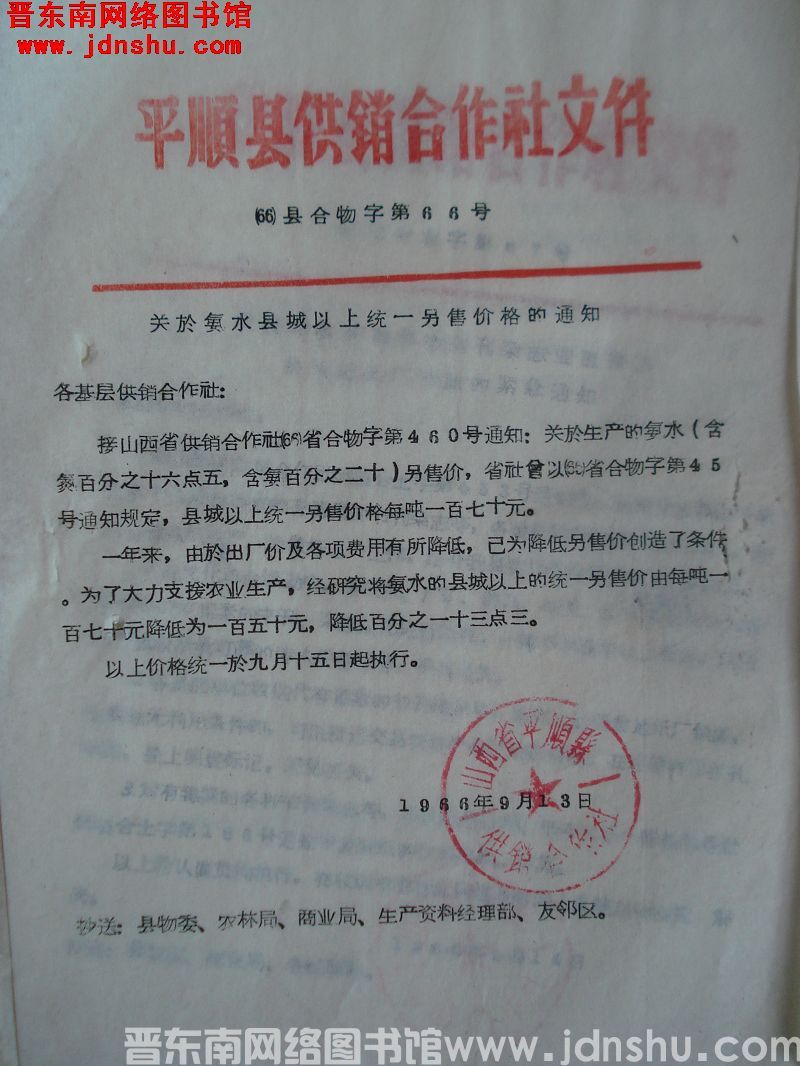 晋东南网络图书馆
www.jdnshu.com
平顺县供销合作社文件
(66)县合物字第66号
关於氨水县城以上统一另售价格的通知
各基层供销合作社:
接山西省供销合作社(66)省合物字第460号通知:关於生产的氨水(含
氨百分之十六点五,含氨百分之二十)另售价,省社曾以(65)省合物字第45
号通知规定,县城以上统一另售价格每吨一百七十元。
一年来,由於出厂价及各项费用有所降低,已为降低另售价创造了条件
。为了大力支援农业生产,经研究将氨水的县城以上的统一另售价由每吨一
百七十元降低为一百五十元,降低百分之一十三点三。
以上价格统一於九月十五日起执行。
山西省平順縣
供銷合作社
1966年9月13日
抄送:县物委、农林局、商业局、生产资料经理部、友邻区。
晋东南网络图书馆www.jdnshu.com